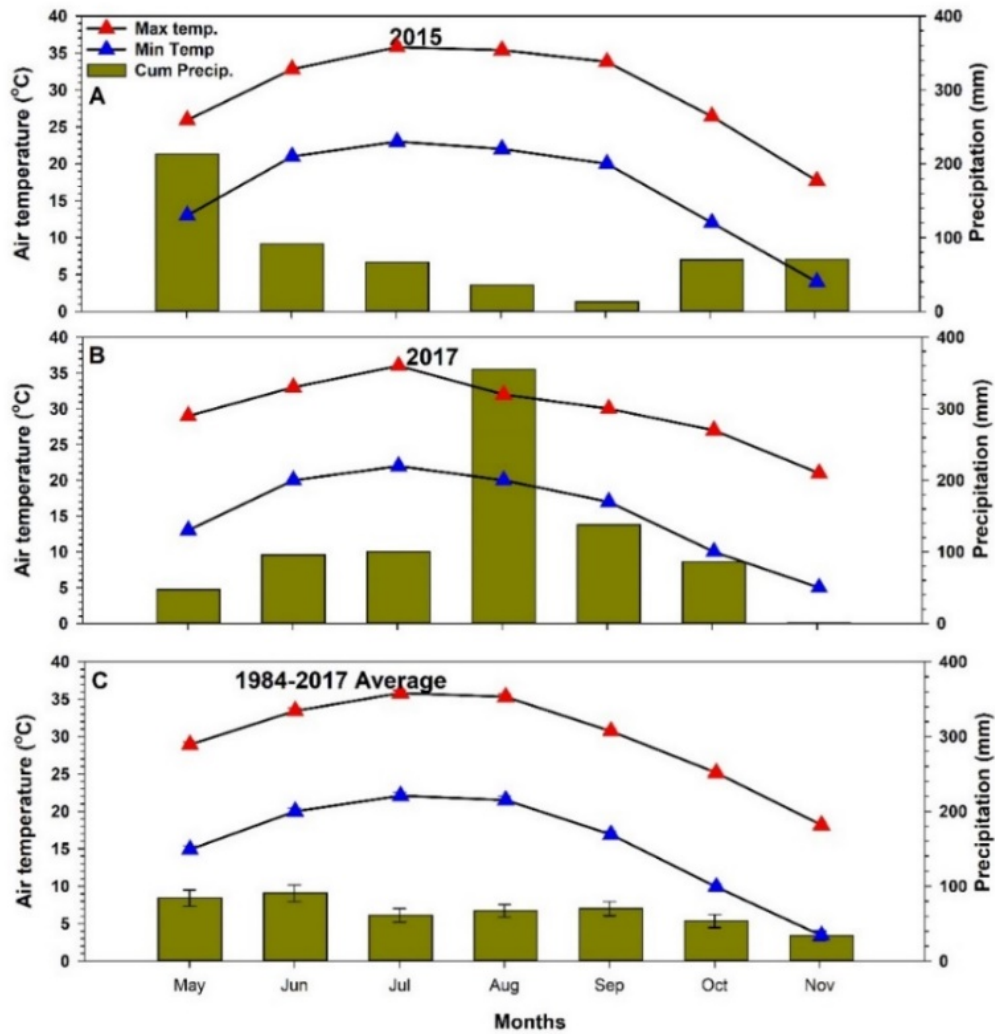 2015
Max temp.
Min Temp
Cum Precip.
A
Air temperature (°C)
40
35
30
25
20
15
10
5
0
400
300
200
100
0
Precipitation (mm)
B
2017
Air temperature (°C)
40
35
30
25
20
15
10
5
0
400
300
200
100
0
Precipitation (mm)
C
1984-2017 Average
Air temperature (°C)
40
35
30
25
20
15
10
5
0
400
300
200
100
0
Precipitation (mm)
May Jun Jul Aug Sep Oct Nov
Months